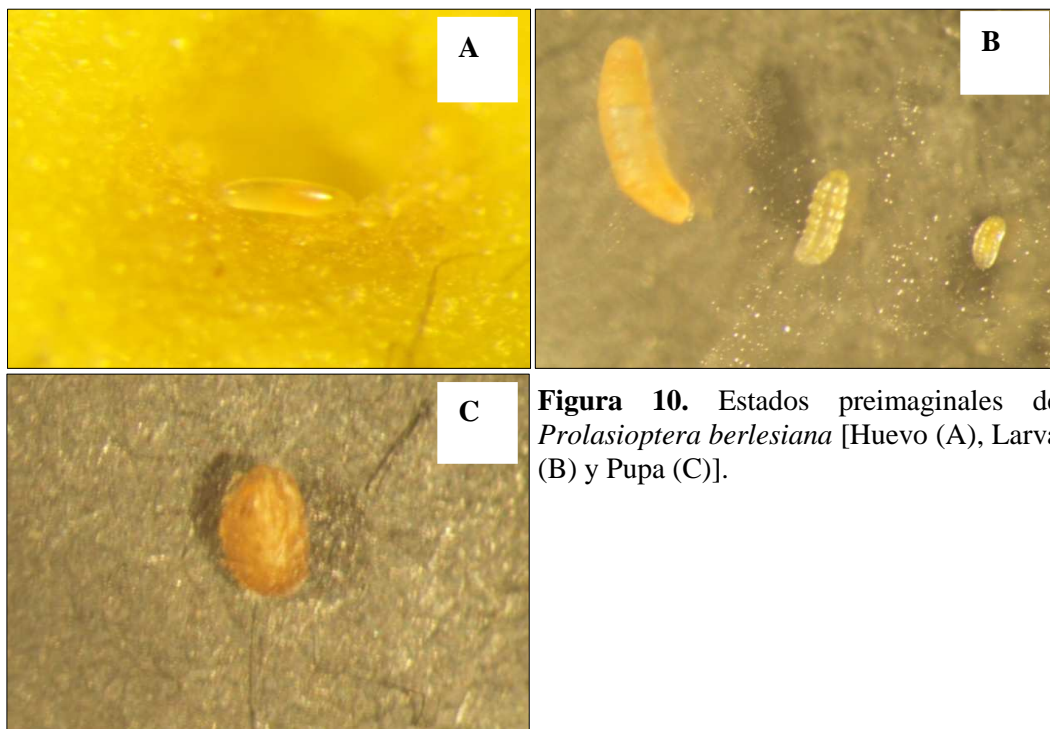 A
B
C
Figura 10. Estados preimaginales de
Prolasioptera berlesiana [Huevo (A), Larva
(B) y Pupa (C)].